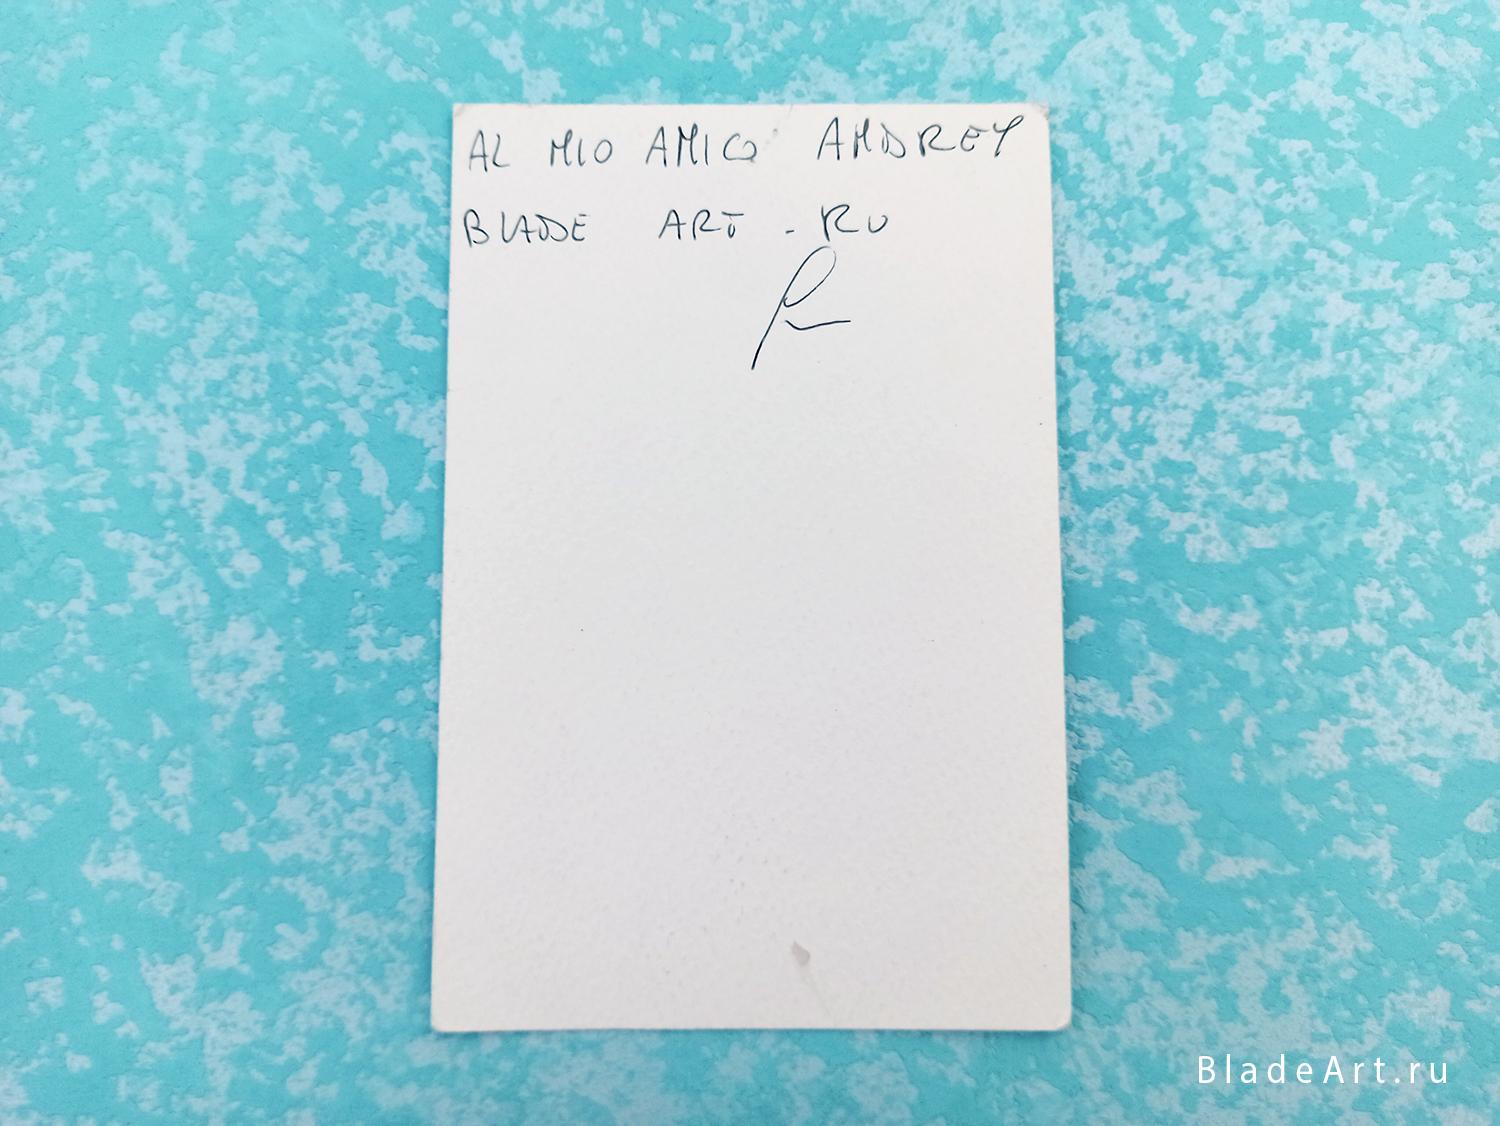 AL MIO AMICO ANDREY
BLADE ART - RU
BladeArt.ru